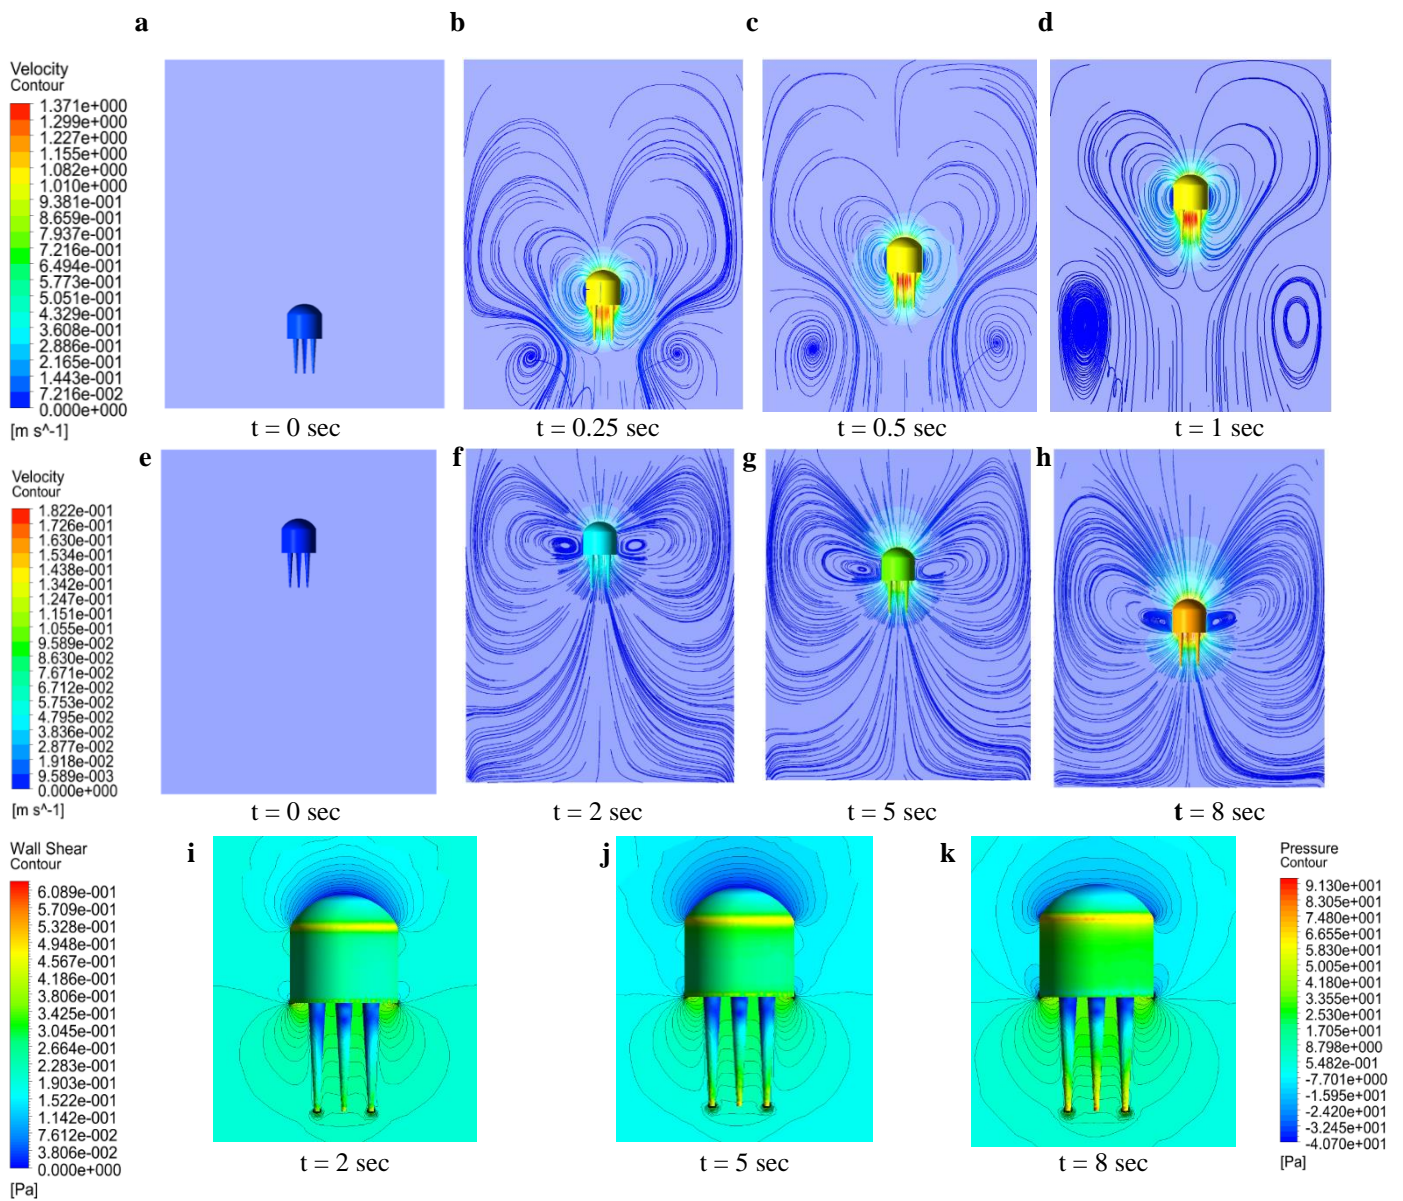 a
b
c
d
Velocity
Contour
1.371e+000
1.299e+000
1.227e+000
1.155e+000
1.082e+000
1.010e+000
9.381e-001
8.659e-001
7.937e-001
7.216e-001
6.494e-001
5.773e-001
5.051e-001
4.329e-001
3.608e-001
2.886e-001
2.165e-001
1.443e-001
7.216e-002
0.000e+000
[m s^-1]
t = 0 sec
t = 0.25 sec
t = 0.5 sec
t = 1 sec
e
f
g
h
Velocity
Contour
1.822e-001
1.726e-001
1.630e-001
1.534e-001
1.438e-001
1.342e-001
1.247e-001
1.151e-001
1.055e-001
9.589e-002
8.630e-002
7.671e-002
6.712e-002
5.753e-002
4.795e-002
3.836e-002
2.877e-002
1.918e-002
9.589e-003
0.000e+000
[m s^-1]
t = 0 sec
t = 2 sec
t = 5 sec
t = 8 sec
Wall Shear
Contour
6.089e-001
5.709e-001
5.328e-001
4.948e-001
4.567e-001
4.186e-001
3.806e-001
3.425e-001
3.045e-001
2.664e-001
2.283e-001
1.903e-001
1.522e-001
1.142e-001
7.612e-002
3.806e-002
0.000e+000
[Pa]
i
j
k
Pressure
Contour
9.130e+001
8.305e+001
7.480e+001
6.655e+001
5.830e+001
5.005e+001
4.180e+001
3.355e+001
2.530e+001
1.705e+001
8.798e+000
5.482e-001
-7.701e+000
-1.595e+001
-2.420e+001
-3.245e+001
-4.070e+001
[Pa]
t = 2 sec
t = 5 sec
t = 8 sec